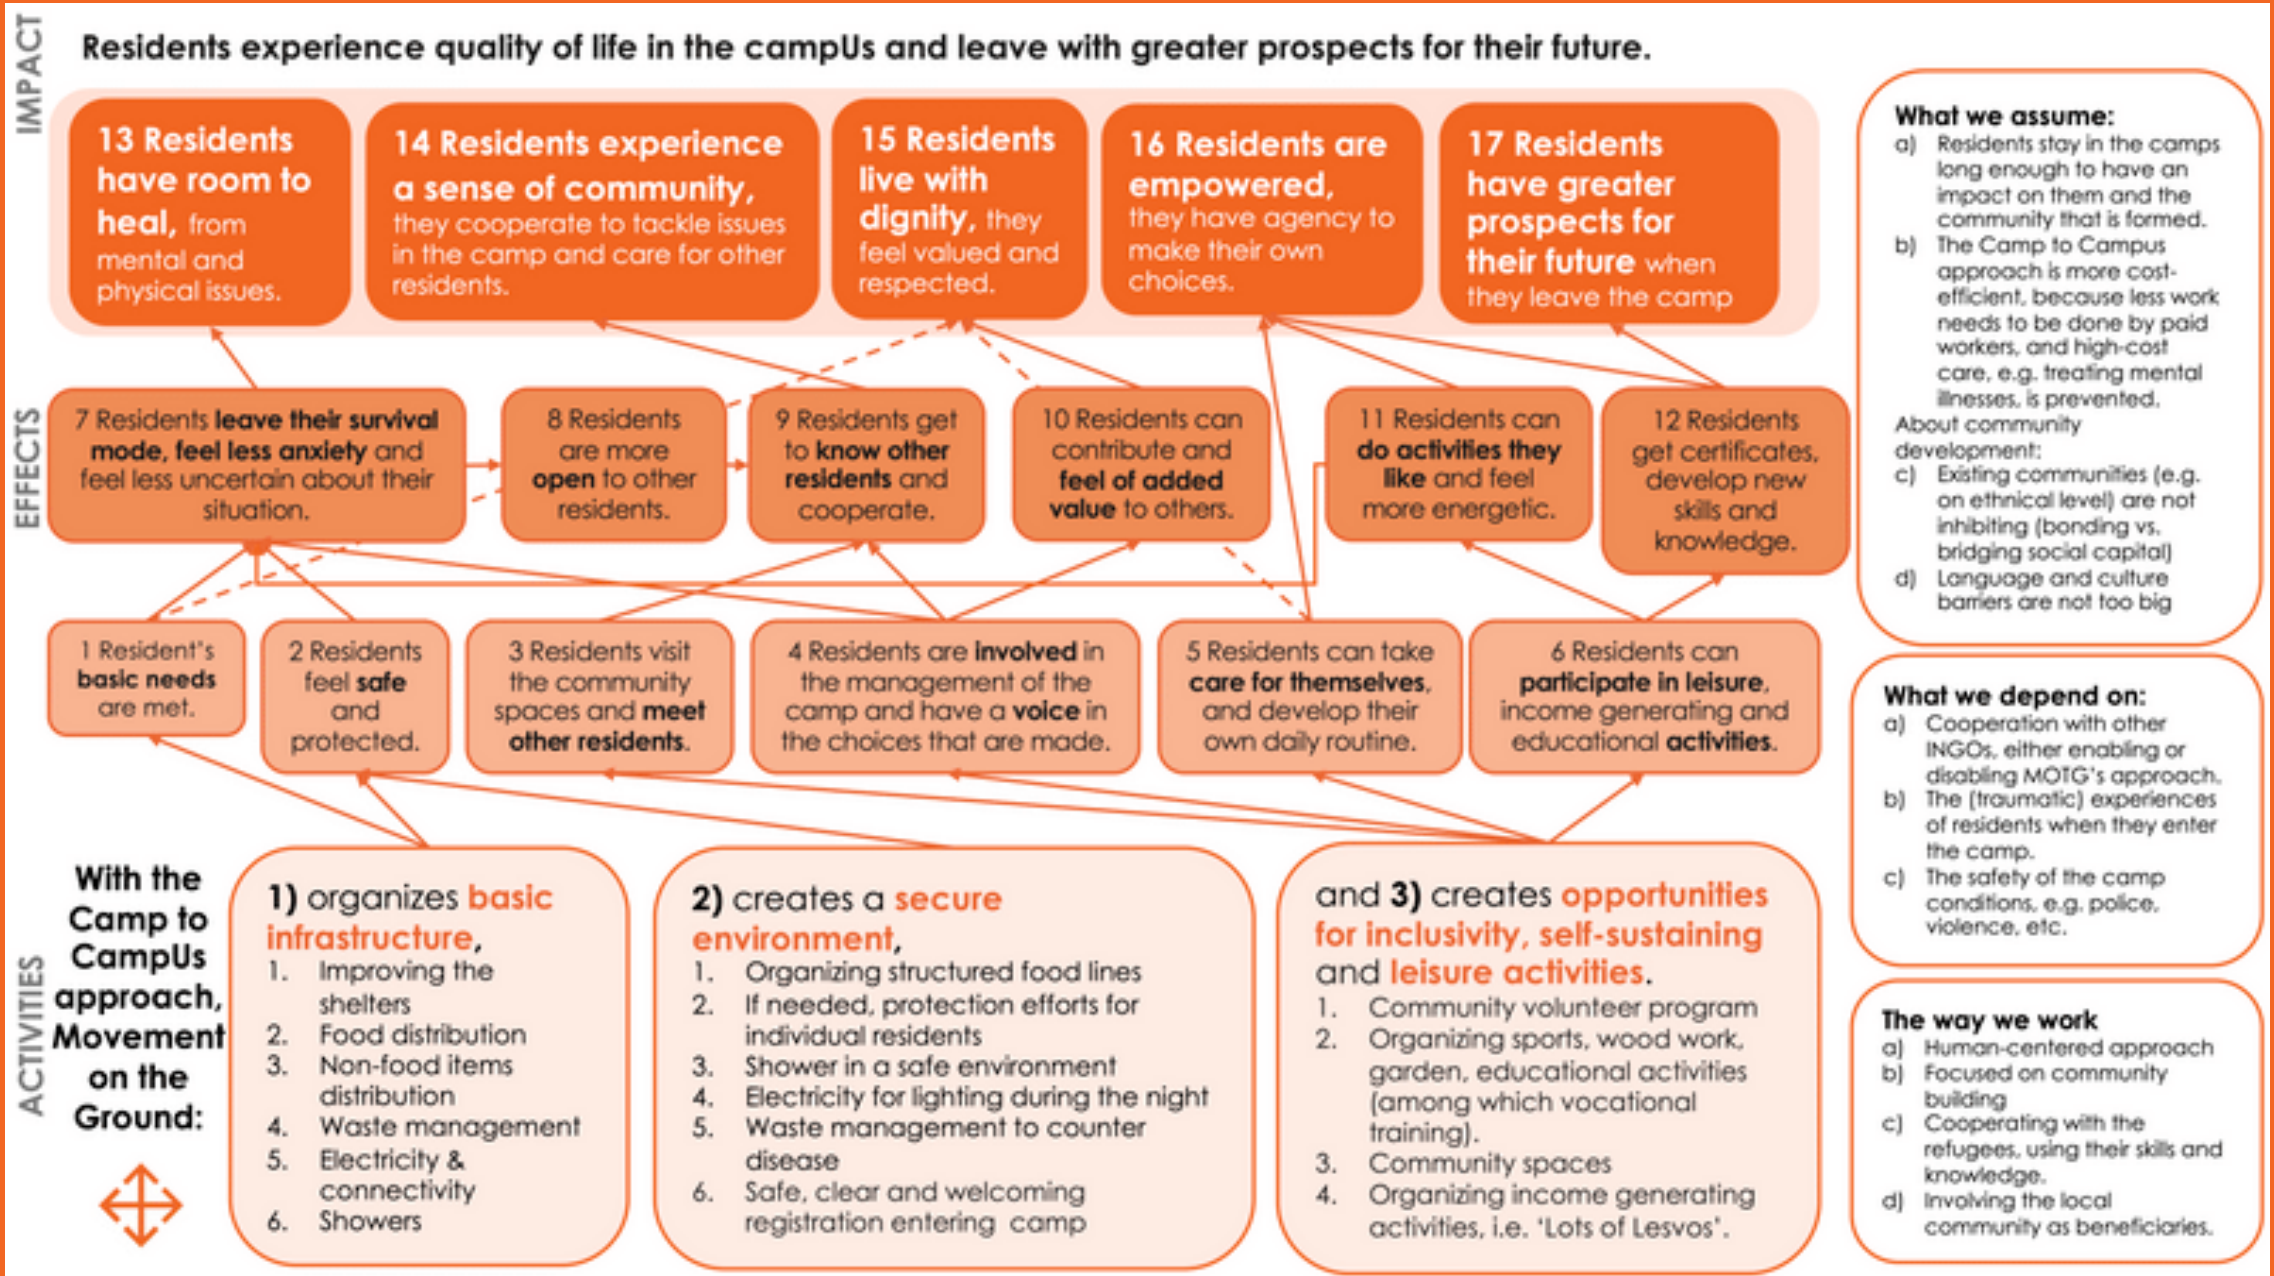 IMPACT
Residents experience quality of life in the campUs and leave with greater prospects for their future.
13 Residents
have room to
heal, from
mental and
physical issues.
14 Residents experience
a sense of community,
they cooperate to tackle issues
in the camp and care for other
residents.
15 Residents
live with
dignity, they
feel valued and
respected.
16 Residents are
empowered,
they have agency to
make their own
choices.
17 Residents
have greater
prospects for
their future when
they leave the camp
EFFECTS
7 Residents leave their survival
mode, feel less anxiety and
feel less uncertain about their
situation.
8 Residents
are more
open to other
residents.
9 Residents get
to know other
residents and
cooperate.
10 Residents can
contribute and
feel of added
value to others.
11 Residents can
do activities they
like and feel
more energetic.
12 Residents
get certificates,
develop new
skills and
knowledge.
1 Resident's
basic needs
are met.
2 Residents
feel safe
and
protected.
3 Residents visit
the community
spaces and meet
other residents.
4 Residents are involved in
the management of the
camp and have a voice in
the choices that are made.
5 Residents can take
care for themselves,
and develop their
own daily routine.
6 Residents can
participate in leisure,
income generating and
educational activities.
ACTIVITIES
With the
Camp to
CampUs
approach,
Movement
on the
Ground:
1) organizes basic
infrastructure,
1. Improving the
shelters
2. Food distribution
3. Non-food items
distribution
4. Waste management
5. Electricity &
connectivity
6. Showers
2) creates a secure
environment,
1. Organizing structured food lines
2. If needed, protection efforts for
individual residents
3. Shower in a safe environment
4. Electricity for lighting during the night
5. Waste management to counter
disease
6. Safe, clear and welcoming
registration entering camp
and 3) creates opportunities
for inclusivity, self-sustaining
and leisure activities.
1. Community volunteer program
2. Organizing sports, wood work,
garden, educational activities
(among which vocational
training).
3. Community spaces
4. Organizing income generating
activities, i.e. 'Lots of Lesvos'.
What we assume:
a) Residents stay in the camps
long enough to have an
impact on them and the
community that is formed.
b) The Camp to Campus
approach is more cost-
efficient, because less work
needs to be done by paid
workers, and high-cost
care, e.g. treating mental
illnesses, is prevented.
About community
development:
c) Existing communities (e.g.
on ethnical level) are not
inhibiting (bonding vs.
bridging social capital)
d) Language and culture
barriers are not too big
What we depend on:
a) Cooperation with other
INGOs, either enabling or
disabling MOTG's approach.
b) The (traumatic) experiences
of residents when they enter
the camp.
c) The safety of the camp
conditions, e.g. police,
violence, etc.
The way we work
a) Human-centered approach
b) Focused on community
building
c) Cooperating with the
refugees, using their skills and
knowledge.
d) Involving the local
community as beneficiaries.